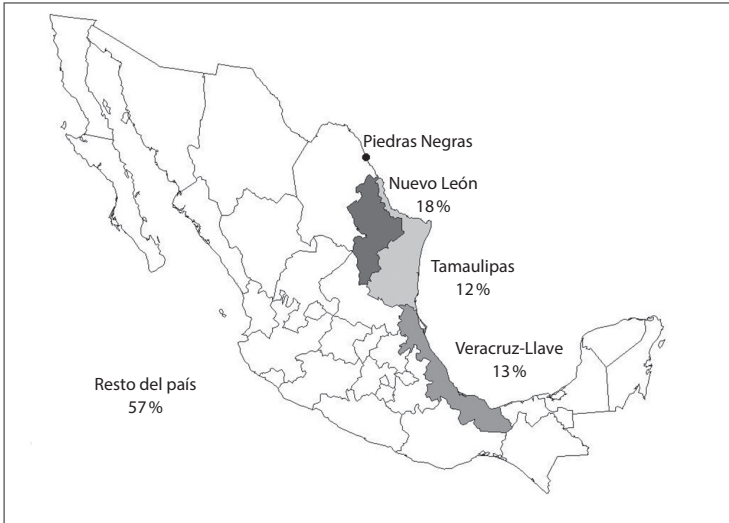 Piedras Negras
Nuevo León
18%
Tamaulipas
12%
Veracruz-Llave
13%
Resto del país
57%